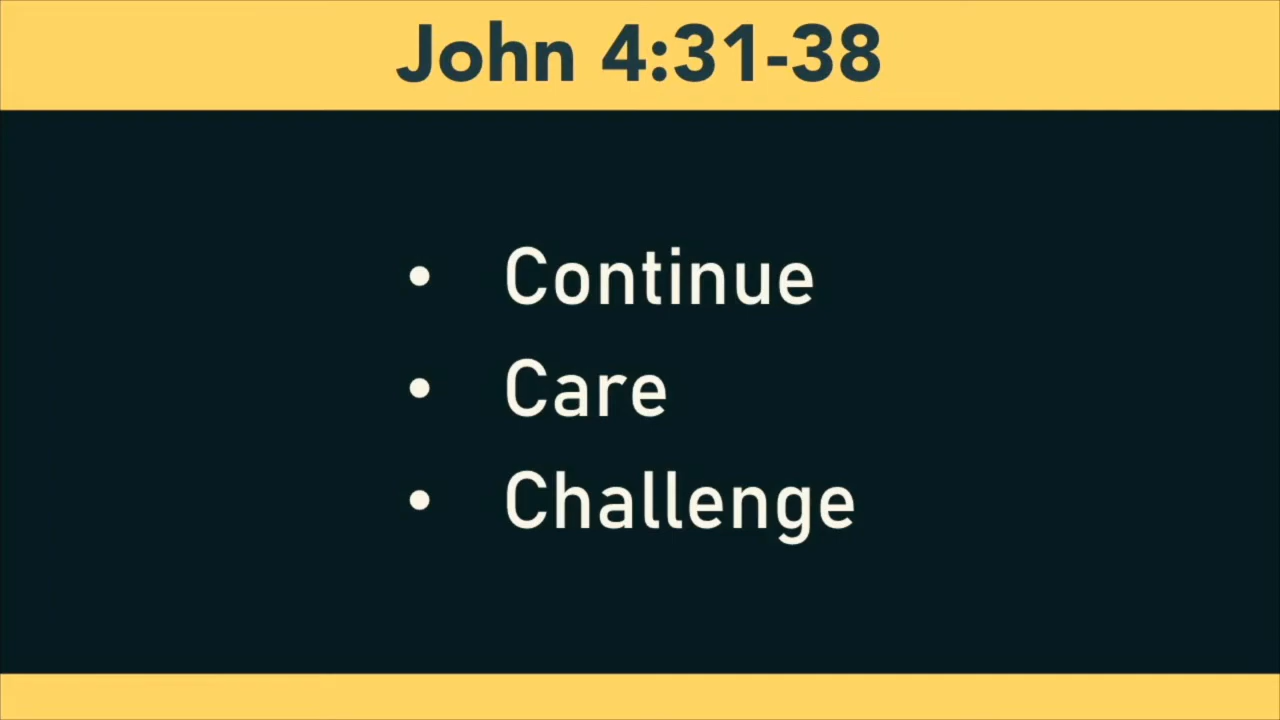 John 4:31-38
• Continue
• Care
• Challenge